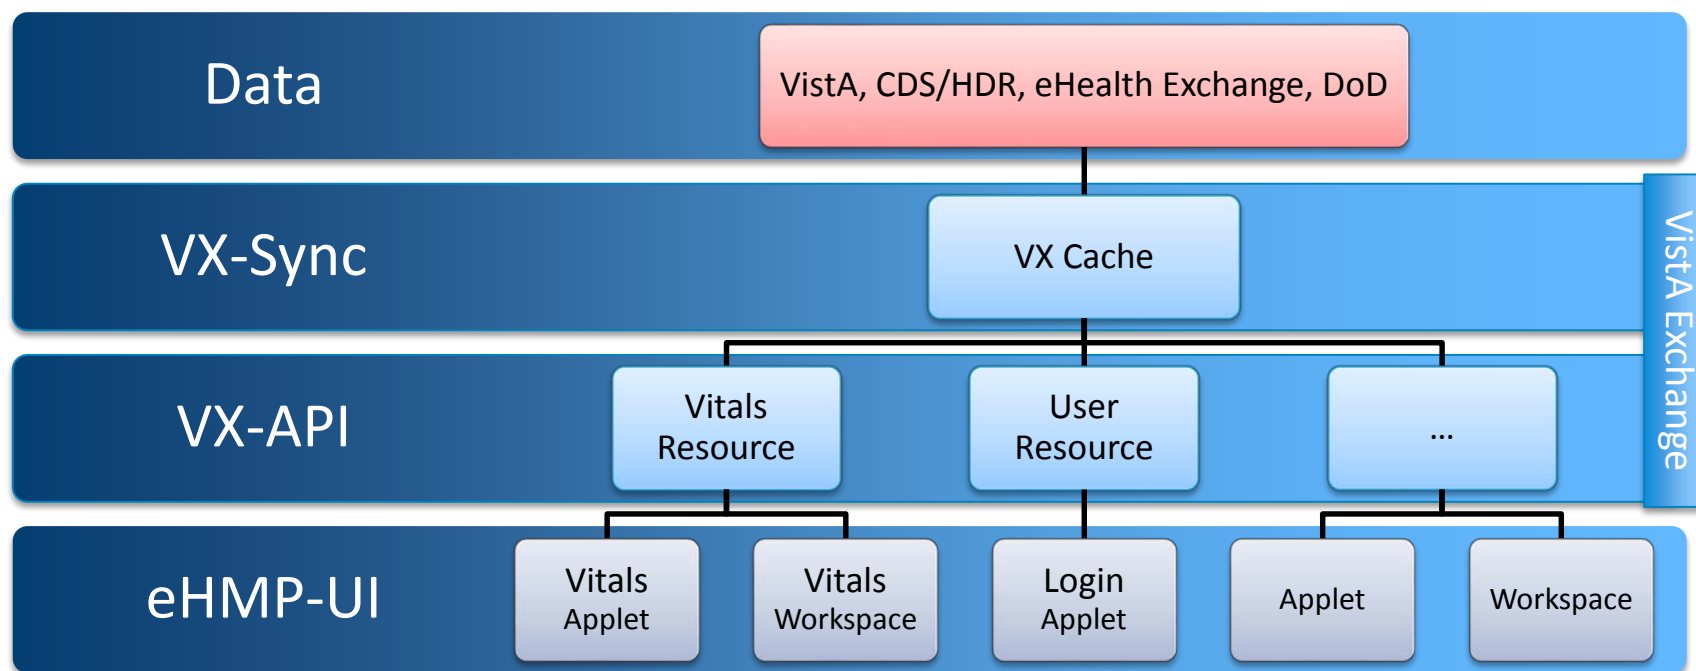 Data
VistA, CDS/HDR, eHealth Exchange, DoD
VX-Sync
VX Cache
VistA Exchange
VX-API
Vitals
Resource
User
Resource
...
eHMP-UI
Vitals
Applet
Vitals
Workspace
Login
Applet
Applet
Workspace